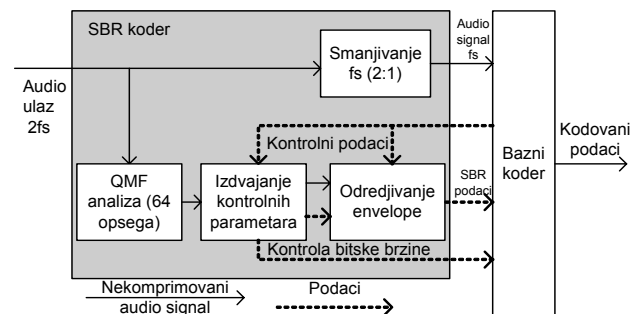 SBR koder
Smanjivanje
fs (2:1)
Audio
signal
fs
Audio
ulaz
2fs
Kontrolni podaci
Bazni
koder
Kodovani
podaci
QMF
analiza (64
opsega)
Izdvajanje
kontrolnih
parametara
Odredjivanje
envelope
SBR
podaci
Kontrola bitske brzine
Nekomprimovani
audio signal
Podaci